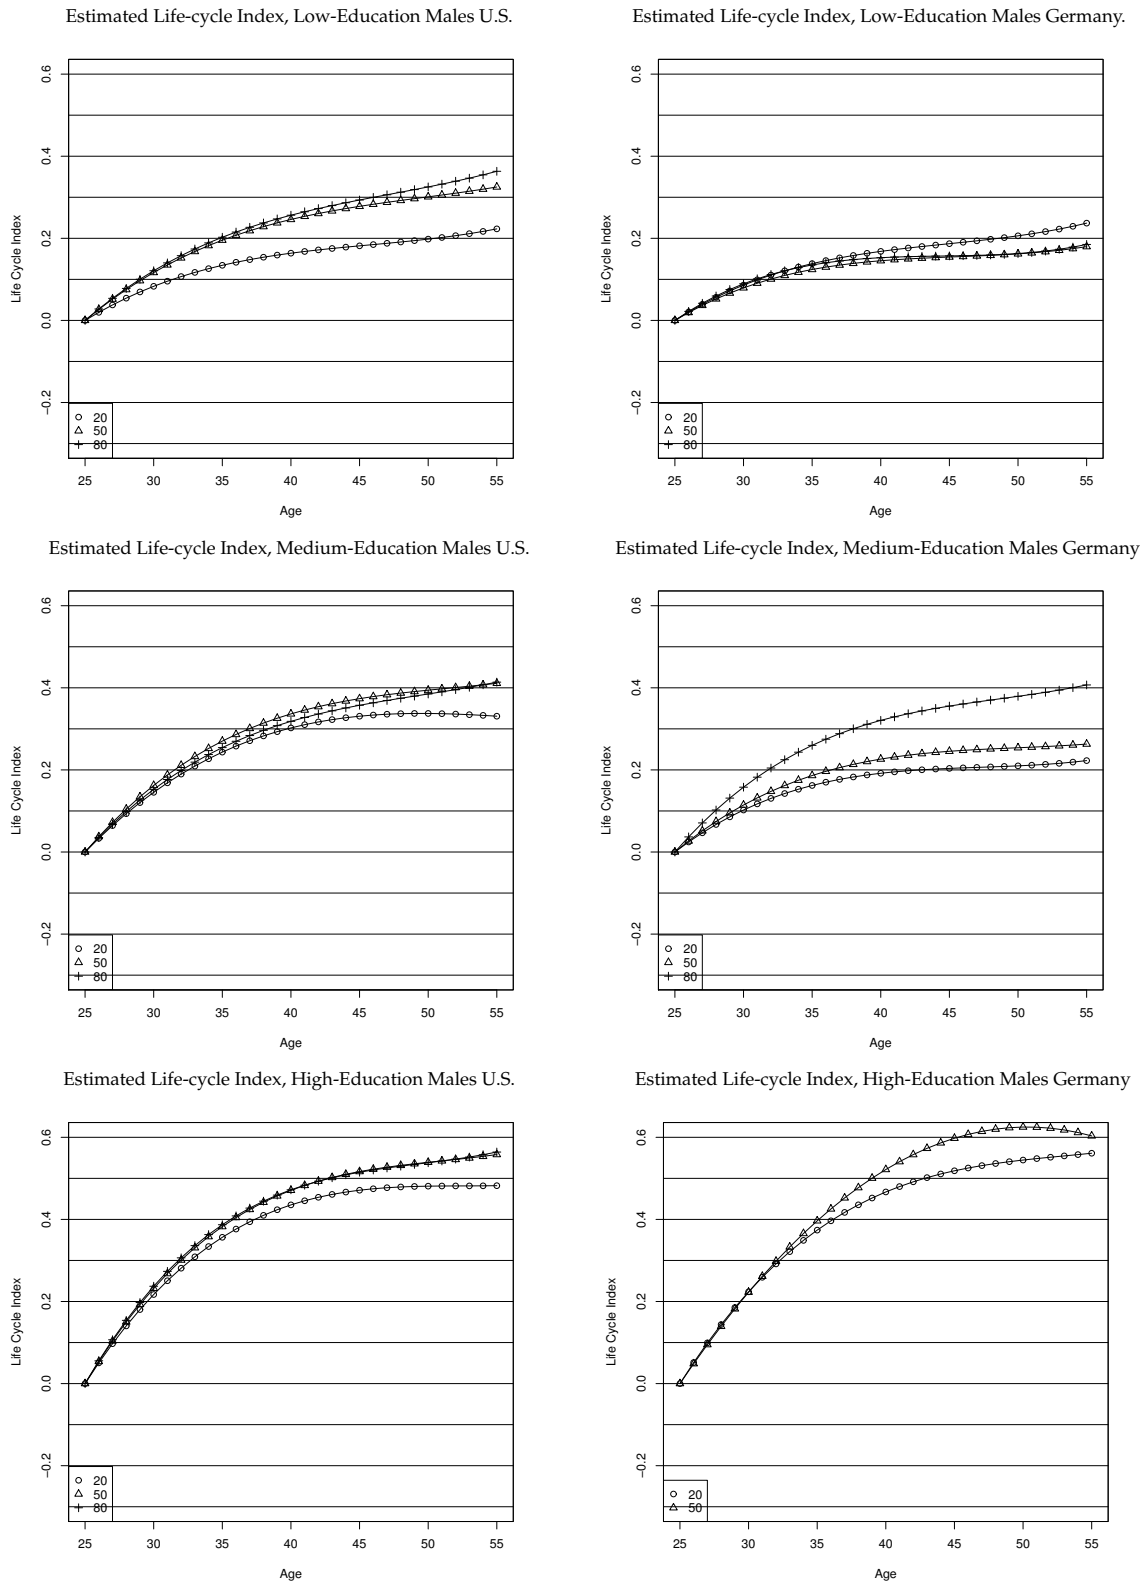 Estimated Life-cycle Index, Low-Education Males U.S.
0.6
0.4
0.2
0.0
−0.2
Life Cycle Index
20
50
80
25 30 35 40 45 50 55
Age
Estimated Life-cycle Index, Low-Education Males Germany.
0.6
0.4
0.2
0.0
−0.2
Life Cycle Index
20
50
80
25 30 35 40 45 50 55
Age
Estimated Life-cycle Index, Medium-Education Males U.S.
0.6
0.4
0.2
0.0
−0.2
Life Cycle Index
20
50
80
25 30 35 40 45 50 55
Age
Estimated Life-cycle Index, Medium-Education Males Germany
0.6
0.4
0.2
0.0
−0.2
Life Cycle Index
20
50
80
25 30 35 40 45 50 55
Age
Estimated Life-cycle Index, High-Education Males U.S.
0.6
0.4
0.2
0.0
−0.2
Life Cycle Index
20
50
80
25 30 35 40 45 50 55
Age
Estimated Life-cycle Index, High-Education Males Germany
0.6
0.4
0.2
0.0
−0.2
Life Cycle Index
20
50
25 30 35 40 45 50 55
Age